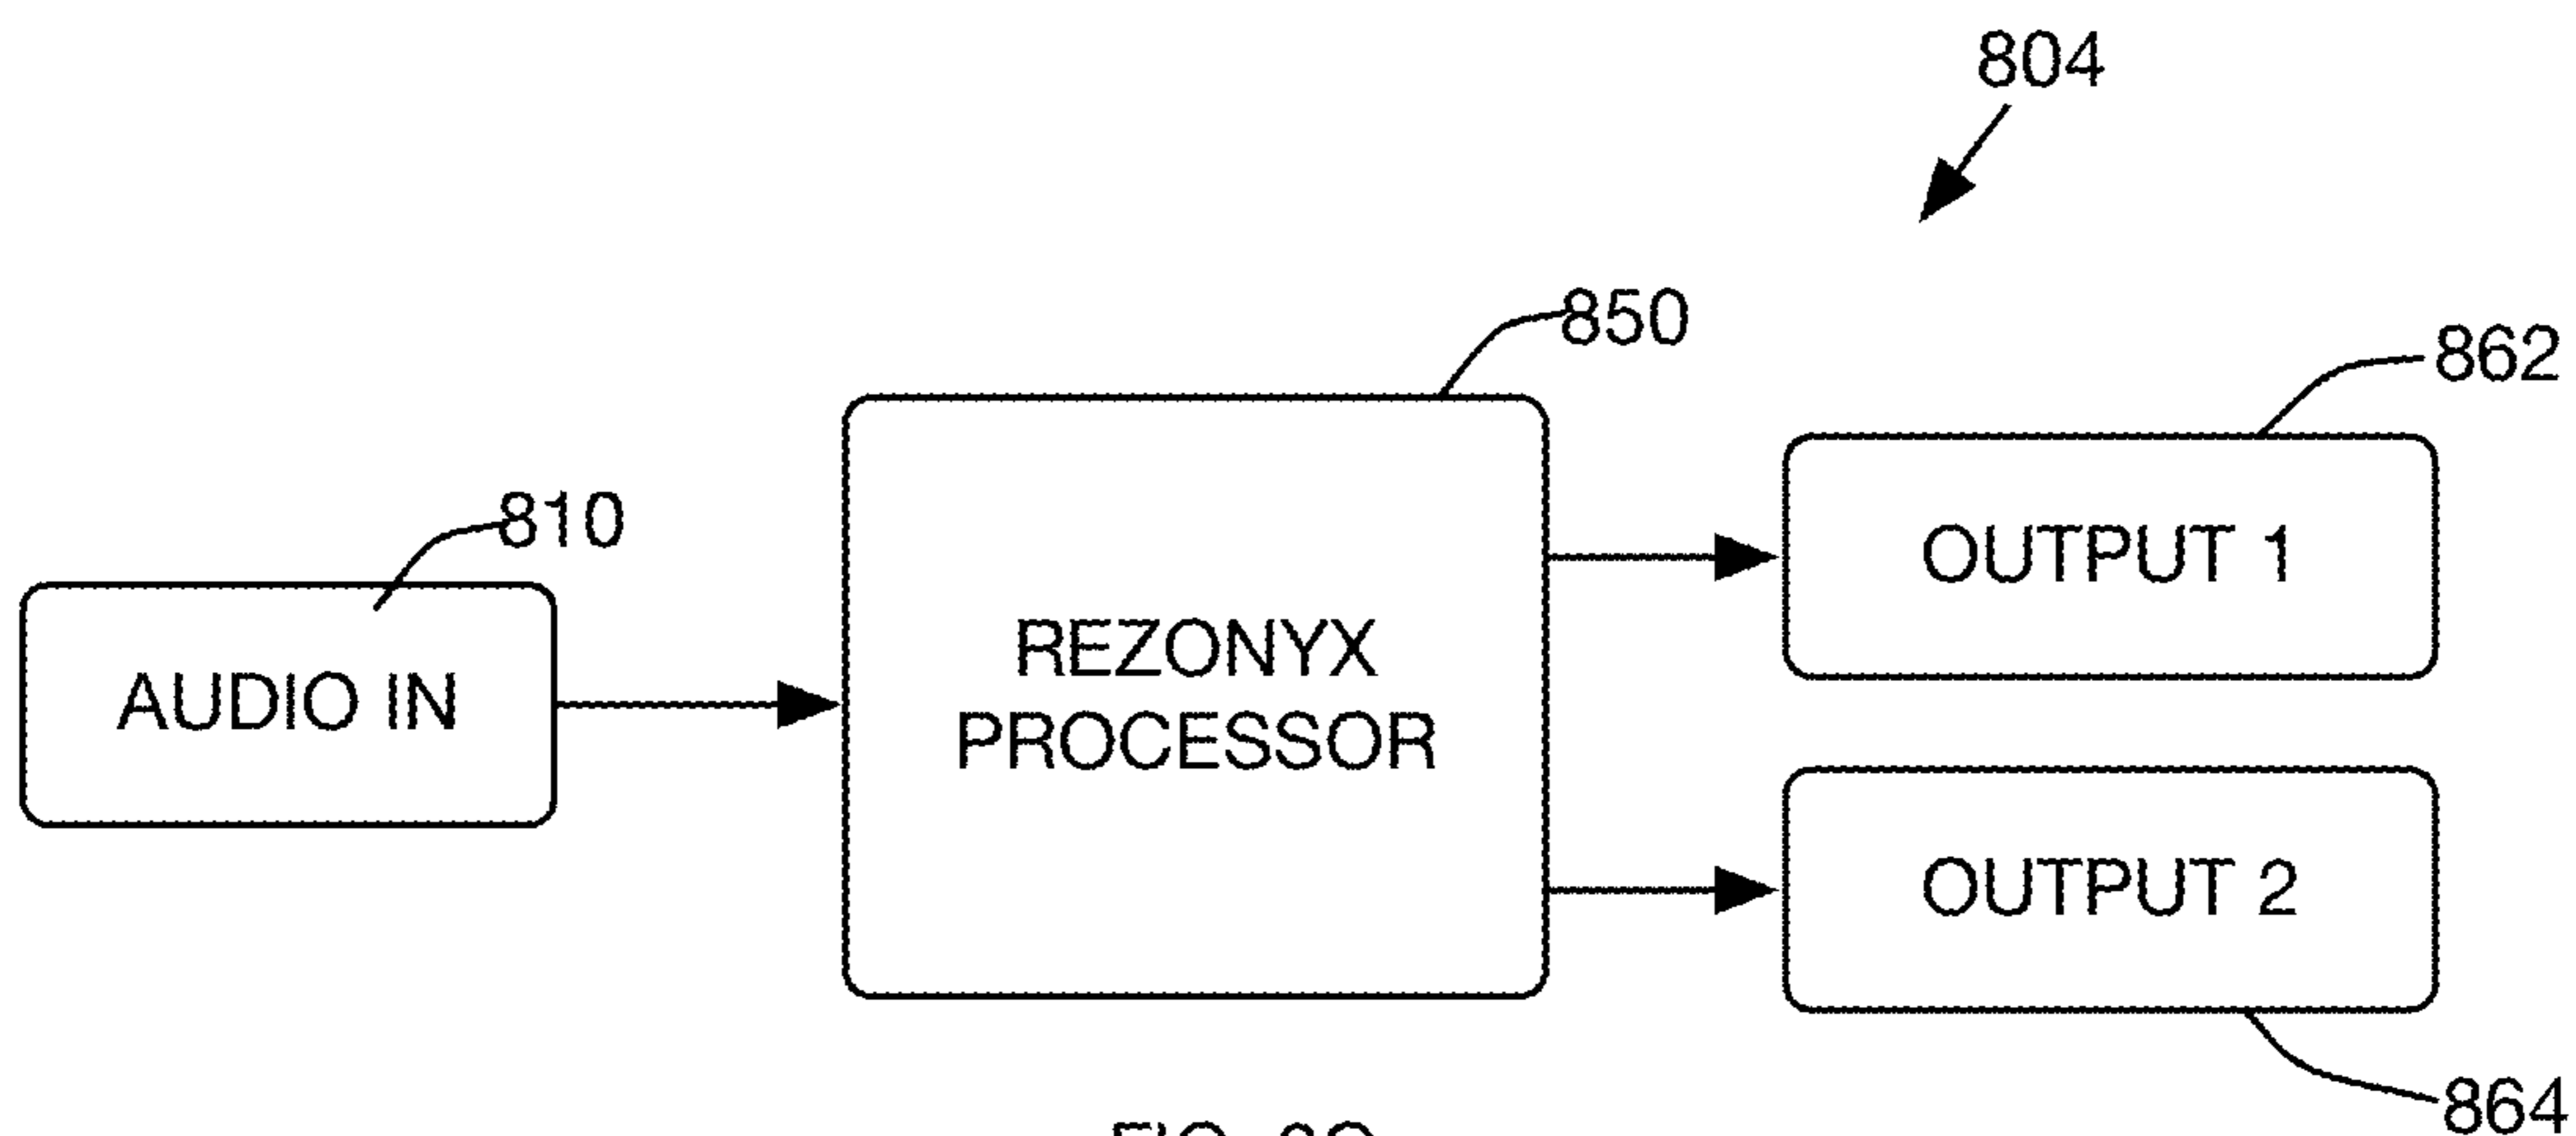 804
850
862
810
OUTPUT 1
REZONYX
PROCESSOR
AUDIO IN
OUTPUT 2
864